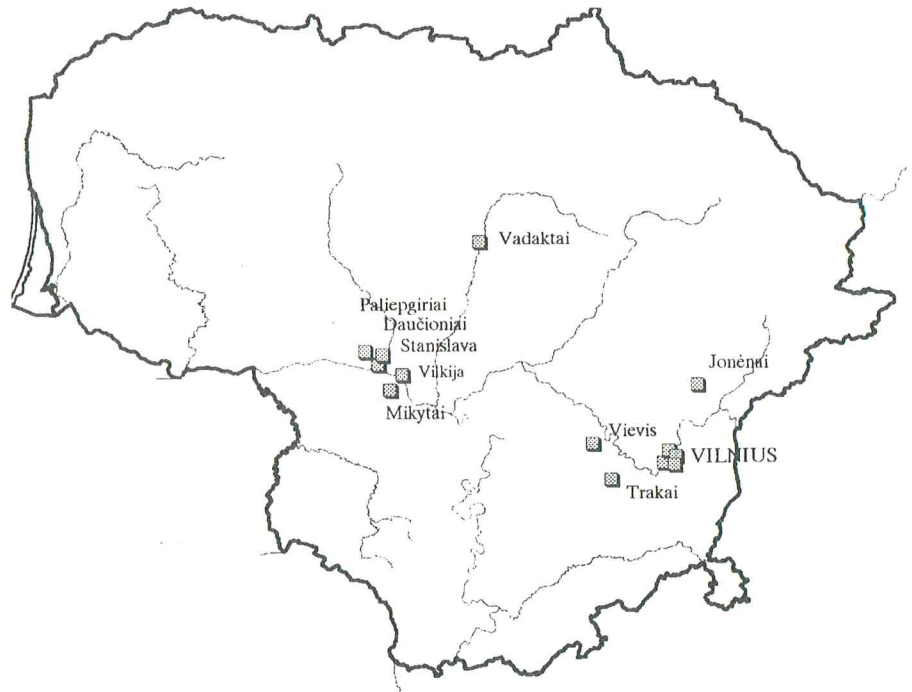 Vadaktai
Paliepgiriai
Daučioniai
Stanislava
Vilkija
Mikytai
Jonėnai
Vievis
VILNIUS
Trakai